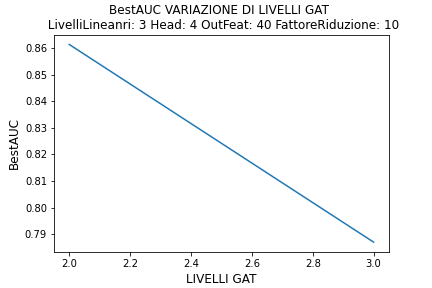 BestAUC VARIAZIONE DI LIVELLI GAT
LivelliLineanri: 3 Head: 4 OutFeat: 40 FattoreRiduzione: 10
0.86
0.85
0.84
0.83
0.82
0.81
0.80
0.79
BestAUC
2.0 2.2 2.4 2.6 2.8 3.0
LIVELLI GAT